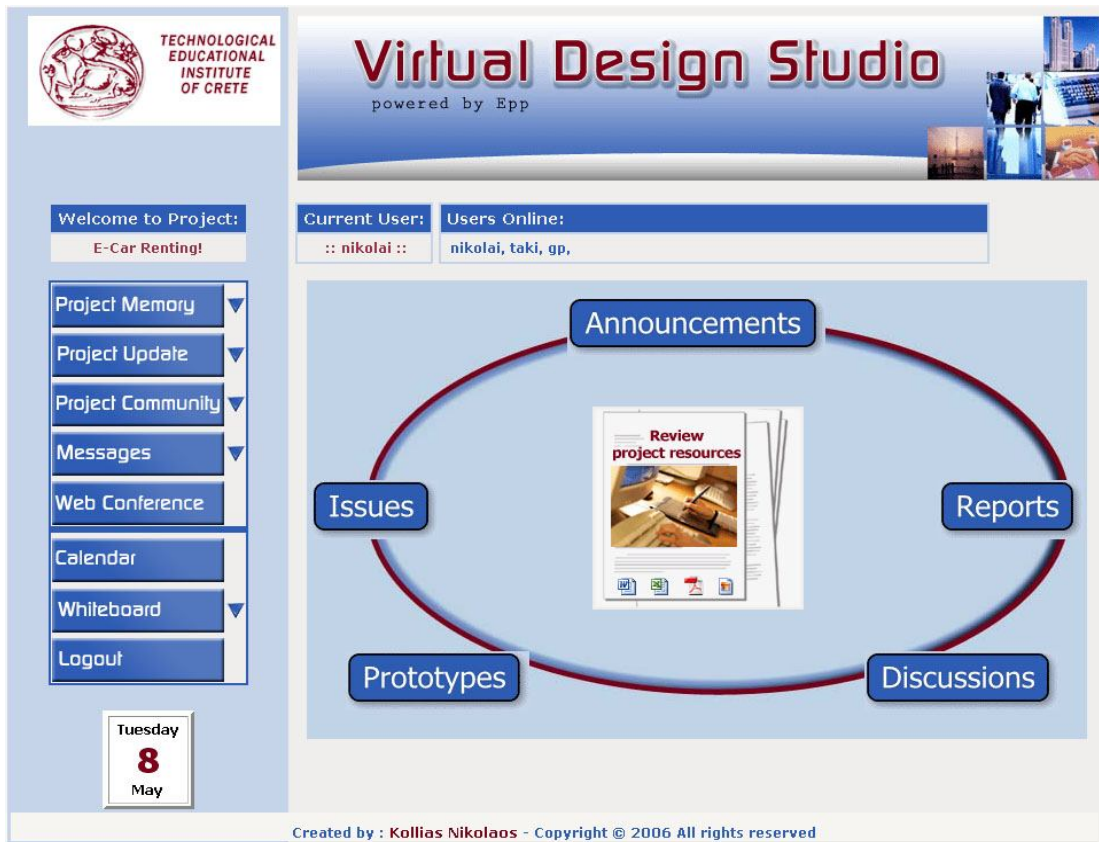 TECHNOLOGICAL
EDUCATIONAL
INSTITUTE
OF CRETE
Virtual Design Studio
powered by Epp
Welcome to Project:
E-Car Renting!
Current User:
:: nikolai ::
Users Online:
nikolai, taki, gp,
Project Memory
Project Update
Project Community
Messages
Web Conference
Calendar
Whiteboard
Logout
Announcements
Review
project resources
Issues
Reports
Prototypes
Discussions
Tuesday
8
May
Created by : Kollias Nikolaos - Copyright © 2006 All rights reserved